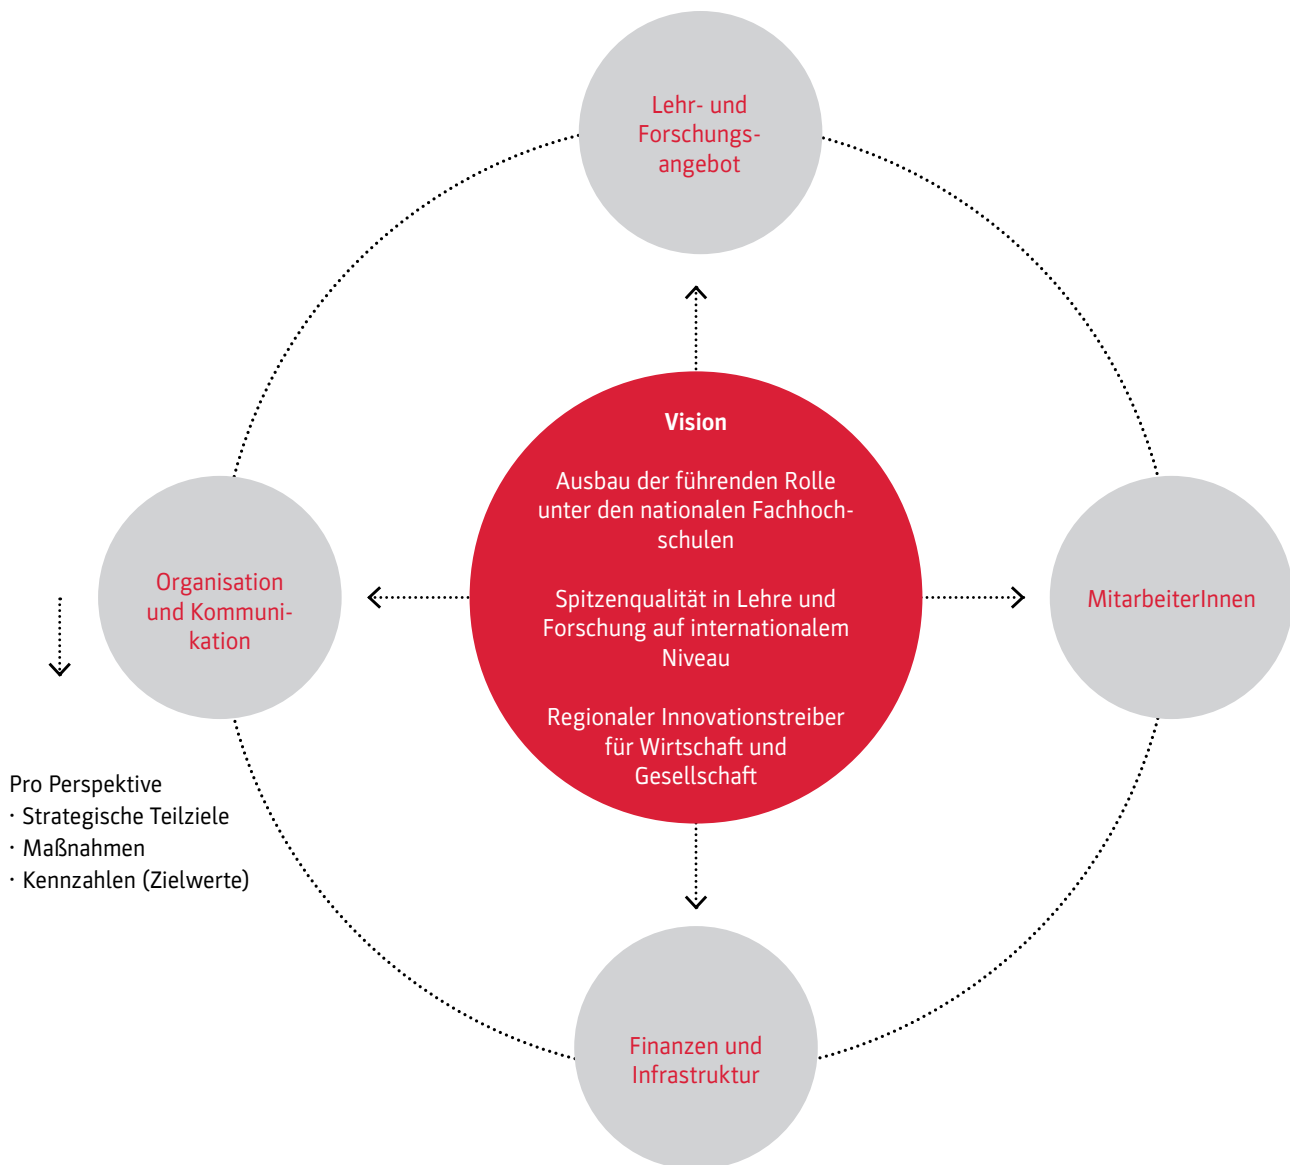 Lehr- und
Forschungs-
angebot
Vision
Ausbau der führenden Rolle
unter den nationalen Fachhoch-
schulen
Spitzenqualität in Lehre und
Forschung auf internationalem
Niveau
Regionaler Innovationstreiber
für Wirtschaft und
Gesellschaft
Organisation
und Kommuni-
kation
MitarbeiterInnen
Pro Perspektive
· Strategische Teilziele
· Maßnahmen
· Kennzahlen (Zielwerte)
Finanzen und
Infrastruktur